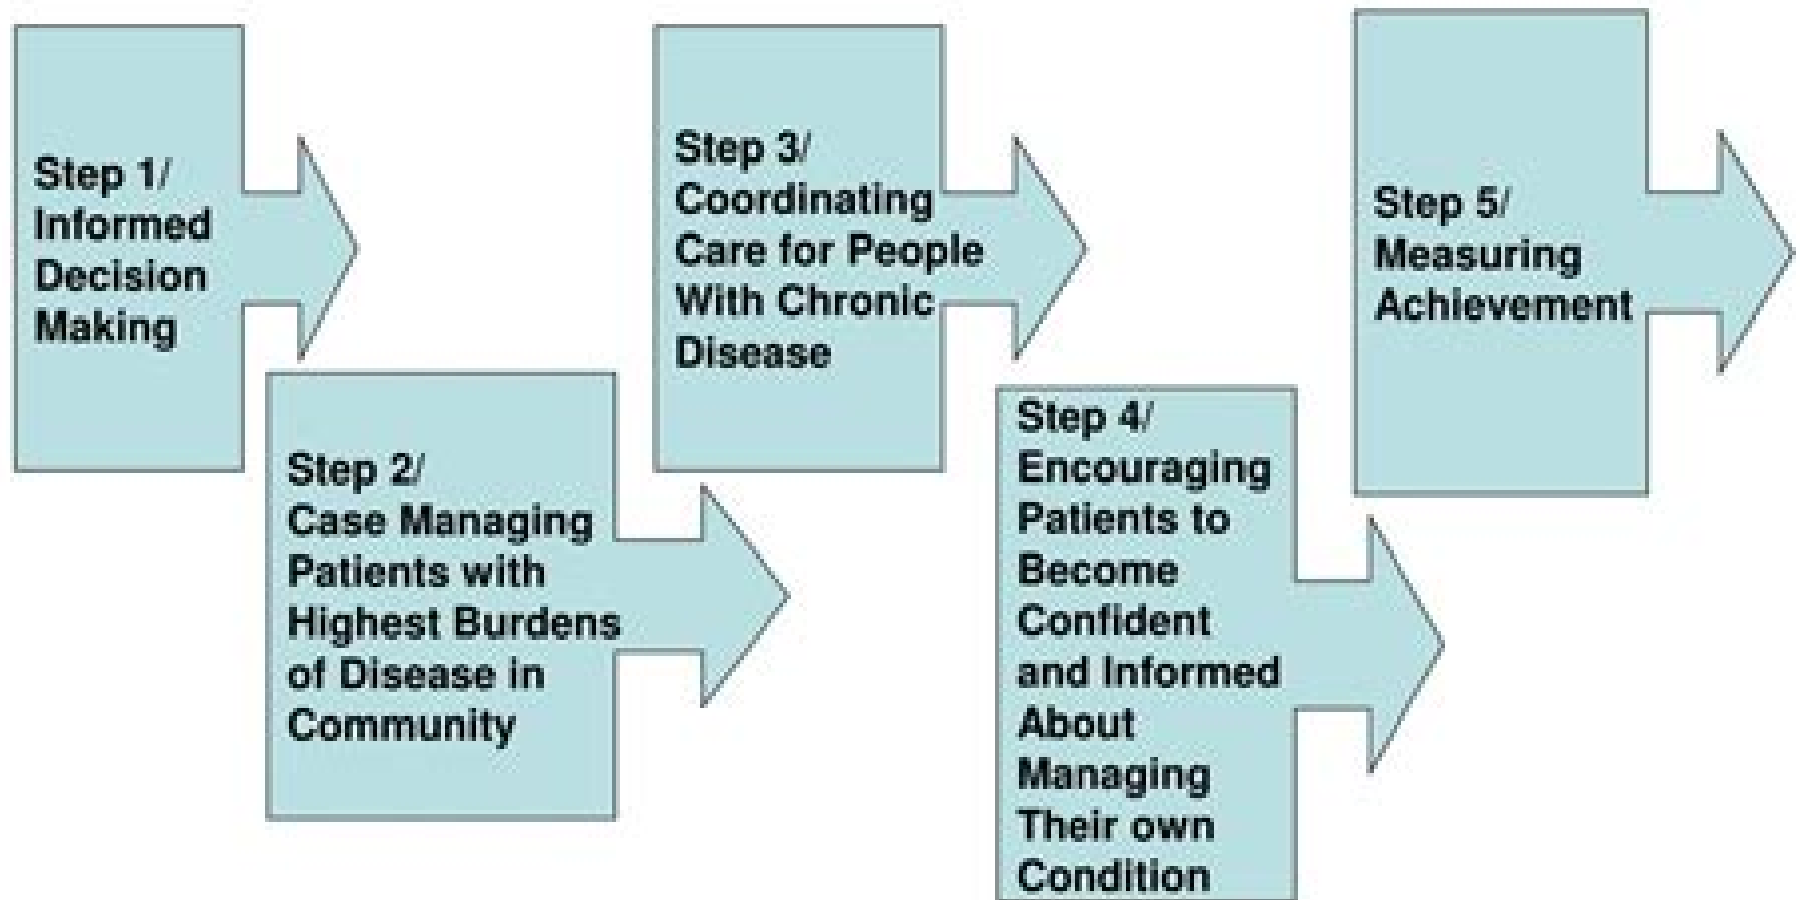 Step 1/
Informed
Decision
Making
Step 2/
Case Managing
Patients with
Highest Burdens
of Disease in
Community
Step 3/
Coordinating
Care for People
With Chronic
Disease
Step 4/
Encouraging
Patients to
Become
Confident
and Informed
About
Managing
Their own
Condition
Step 5/
Measuring
Achievement